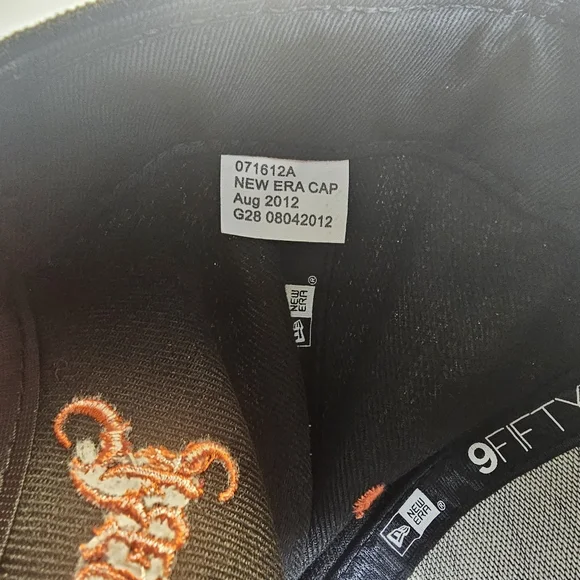 071612A
NEW ERA CAP
Aug 2012
G28 08042012
NEW ERA®
9FIFTY
NEW ERA®